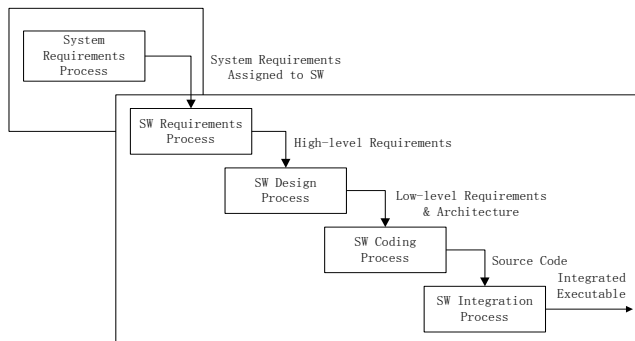 System
Requirements
Process
System Requirements
Assigned to SW
SW Requirements
Process
High-level Requirements
SW Design
Process
Low-level Requirements
& Architecture
SW Coding
Process
Source Code
Integrated
Executable
SW Integration
Process